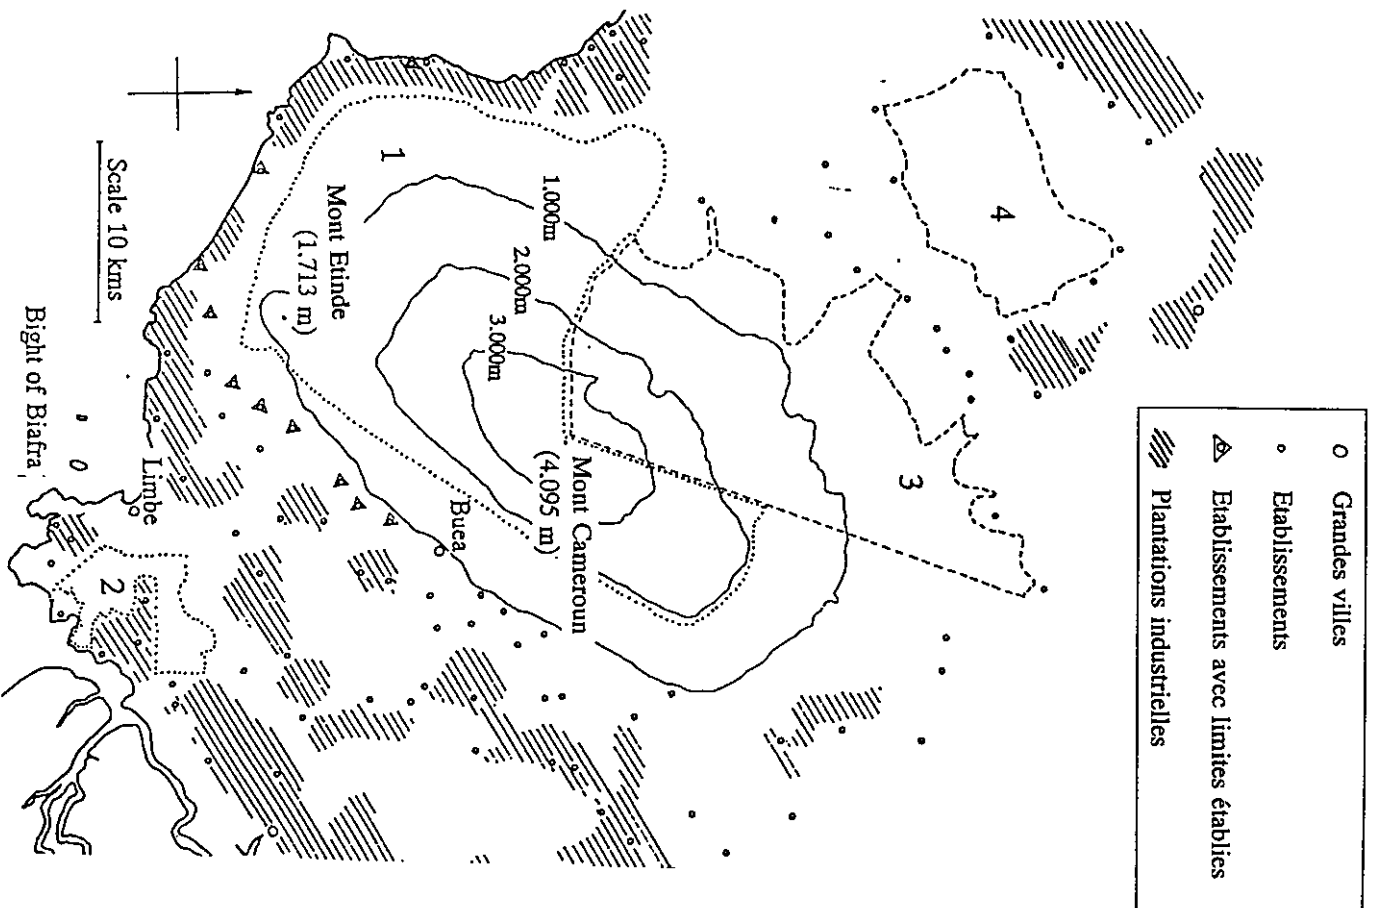 Grandes villes
Etablissements
Etablissements avec limites établies
Plantations industrielles
4
3
1.000m
2.000m
3.000m
Mont Cameroun
(4.095 m)
1
Mont Etinde
(1.713 m)
Buea
Limbe
2
Scale 10 kms
Bight of Biafra